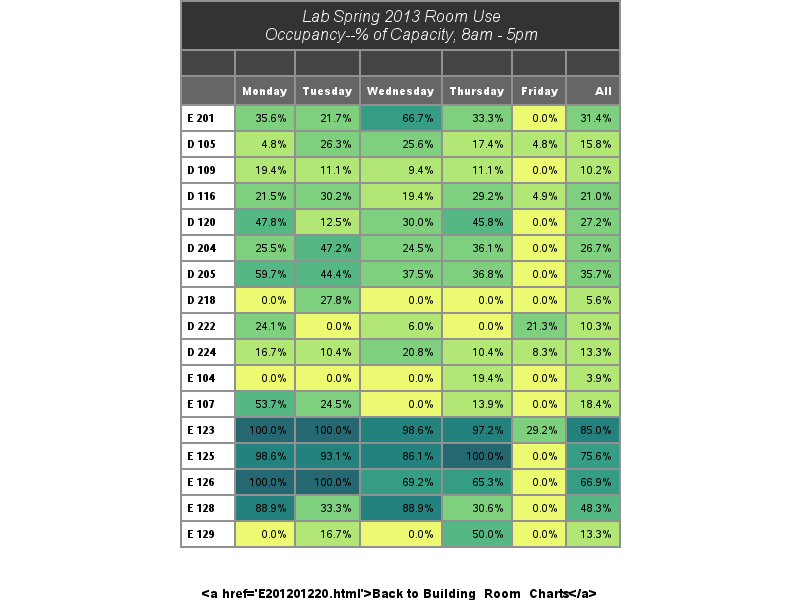 Lab Spring 2013 Room Use
Occupancy--% of Capacity, 8am - 5pm
Monday Tuesday Wednesday Thursday Friday All
E 201 35.6% 21.7% 66.7% 33.3% 0.0% 31.4%
D 105 4.8% 26.3% 25.6% 17.4% 4.8% 15.8%
D 109 19.4% 11.1% 9.4% 11.1% 0.0% 10.2%
D 116 21.5% 30.2% 19.4% 29.2% 4.9% 21.0%
D 120 47.8% 12.5% 30.0% 45.8% 0.0% 27.2%
D 204 25.5% 47.2% 24.5% 36.1% 0.0% 26.7%
D 205 59.7% 44.4% 37.5% 36.8% 0.0% 35.7%
D 218 0.0% 27.8% 0.0% 0.0% 0.0% 5.6%
D 222 24.1% 0.0% 6.0% 0.0% 21.3% 10.3%
D 224 16.7% 10.4% 20.8% 10.4% 8.3% 13.3%
E 104 0.0% 0.0% 0.0% 19.4% 0.0% 3.9%
E 107 53.7% 24.5% 0.0% 13.9% 0.0% 18.4%
E 123 100.0% 100.0% 98.6% 97.2% 29.2% 85.0%
E 125 98.6% 93.1% 86.1% 100.0% 0.0% 75.6%
E 126 100.0% 100.0% 69.2% 65.3% 0.0% 66.9%
E 128 88.9% 33.3% 88.9% 30.6% 0.0% 48.3%
E 129 0.0% 16.7% 0.0% 50.0% 0.0% 13.3%
<a href='E201201220.html'>Back to Building_Room_Charts</a>